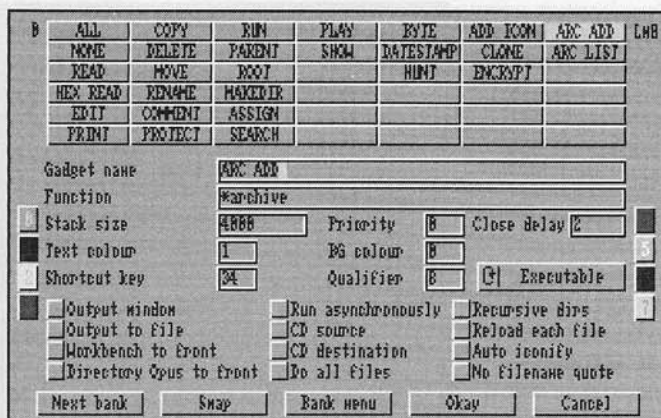 B ALL COPY RUN PLAY BYTE ADD ICON ARC ADD LMB
NONE DELETE PARENT SHOW DATESTAMP CLONE ARC LIST
READ MOVE ROOT HUNT ENCRYPT
HEX READ RENAME MAKEDIR
EDIT COMMENT ASSIGN
PRINT PROTECT SEARCH
Gadget name ARC ADD
Function *archive
Stack size 4000 Priority 0 Close delay 2
Text colour 1 BG colour 0
Shortcut key 34 Qualifier 8 Executable
Output window Run asynchronously Recursive dirs
Output to file CD source Reload each file
Workbench to front CD destination Auto iconify
Directory Opus to front Do all files No filename quote
Next bank Swap Bank menu Okay Cancel